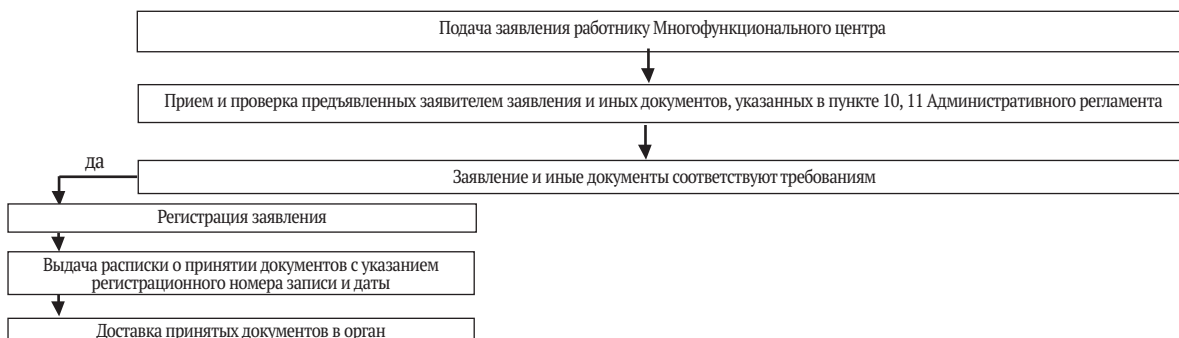 Подача заявления работнику Многофункционального центра
Прием и проверка предъявленных заявителем заявления и иных документов, указанных в пункте 10, 11 Административного регламента
да
Заявление и иные документы соответствуют требованиям
Регистрация заявления
Выдача расписки о принятии документов с указанием
регистрационного номера записи и даты
Доставка принятых документов в орган